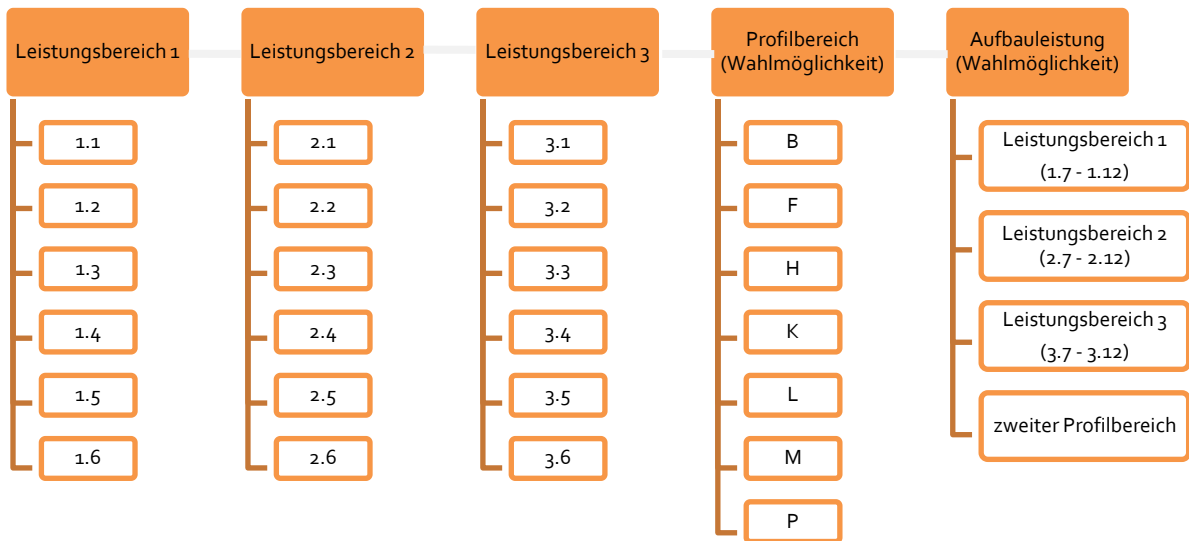 Leistungsbereich 1
1.1
1.2
1.3
1.4
1.5
1.6
Leistungsbereich 2
2.1
2.2
2.3
2.4
2.5
2.6
Leistungsbereich 3
3.1
3.2
3.3
3.4
3.5
3.6
Profilbereich
(Wahlmöglichkeit)
B
F
H
K
L
M
P
Aufbauleistung
(Wahlmöglichkeit)
Leistungsbereich 1
(1.7 - 1.12)
Leistungsbereich 2
(2.7 - 2.12)
Leistungsbereich 3
(3.7 - 3.12)
zweiter Profilbereich